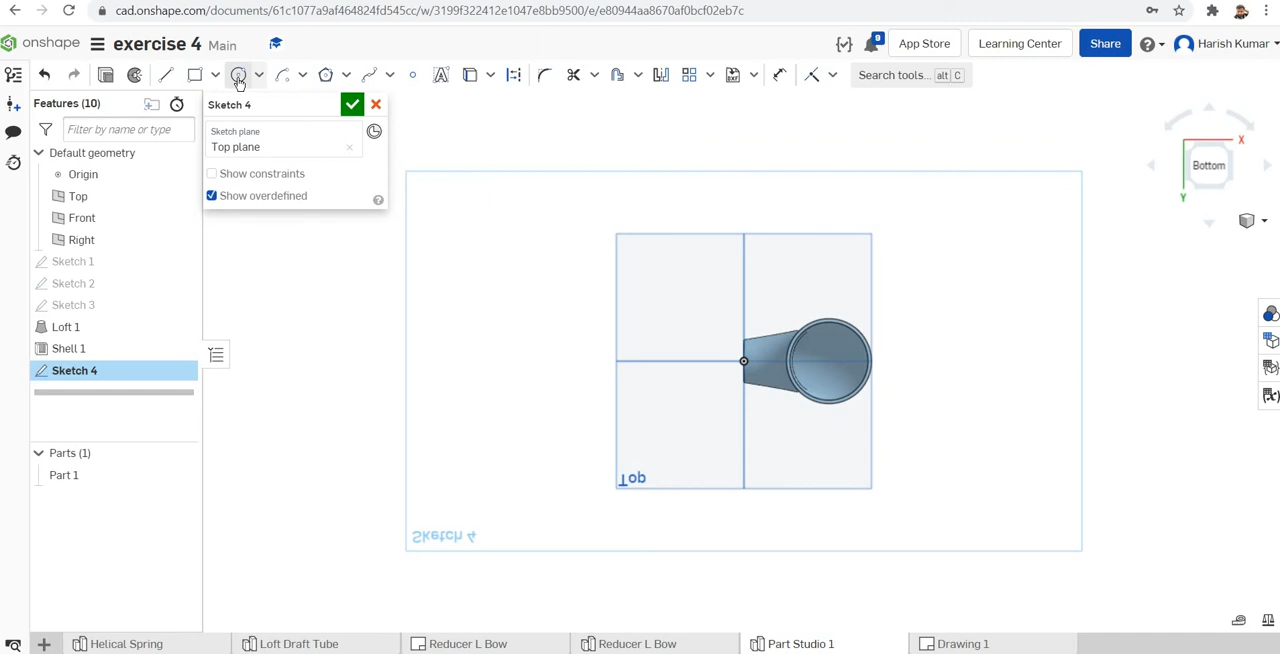 cad.onshape.com/documents/61c1077a9af464824fd545cc/w/3199f322412e1047e8bb9500/e/e80944aa8670af0bcf02eb7c
onshape exercise 4 Main 9 App Store Learning Center Share Harish Kumar
Search tools... alt C
Features (10)
Filter by name or type
Default geometry
Origin
Top
Front
Right
Sketch 1
Sketch 2
Sketch 3
Loft 1
Shell 1
Sketch 4
Parts (1)
Part 1
Sketch 4
Sketch plane
Top plane
Show constraints
Show overdefined
X
Bottom
Y
Top
Sketch 4
Helical Spring Loft Draft Tube Reducer L Bow Reducer L Bow Part Studio 1 Drawing 1